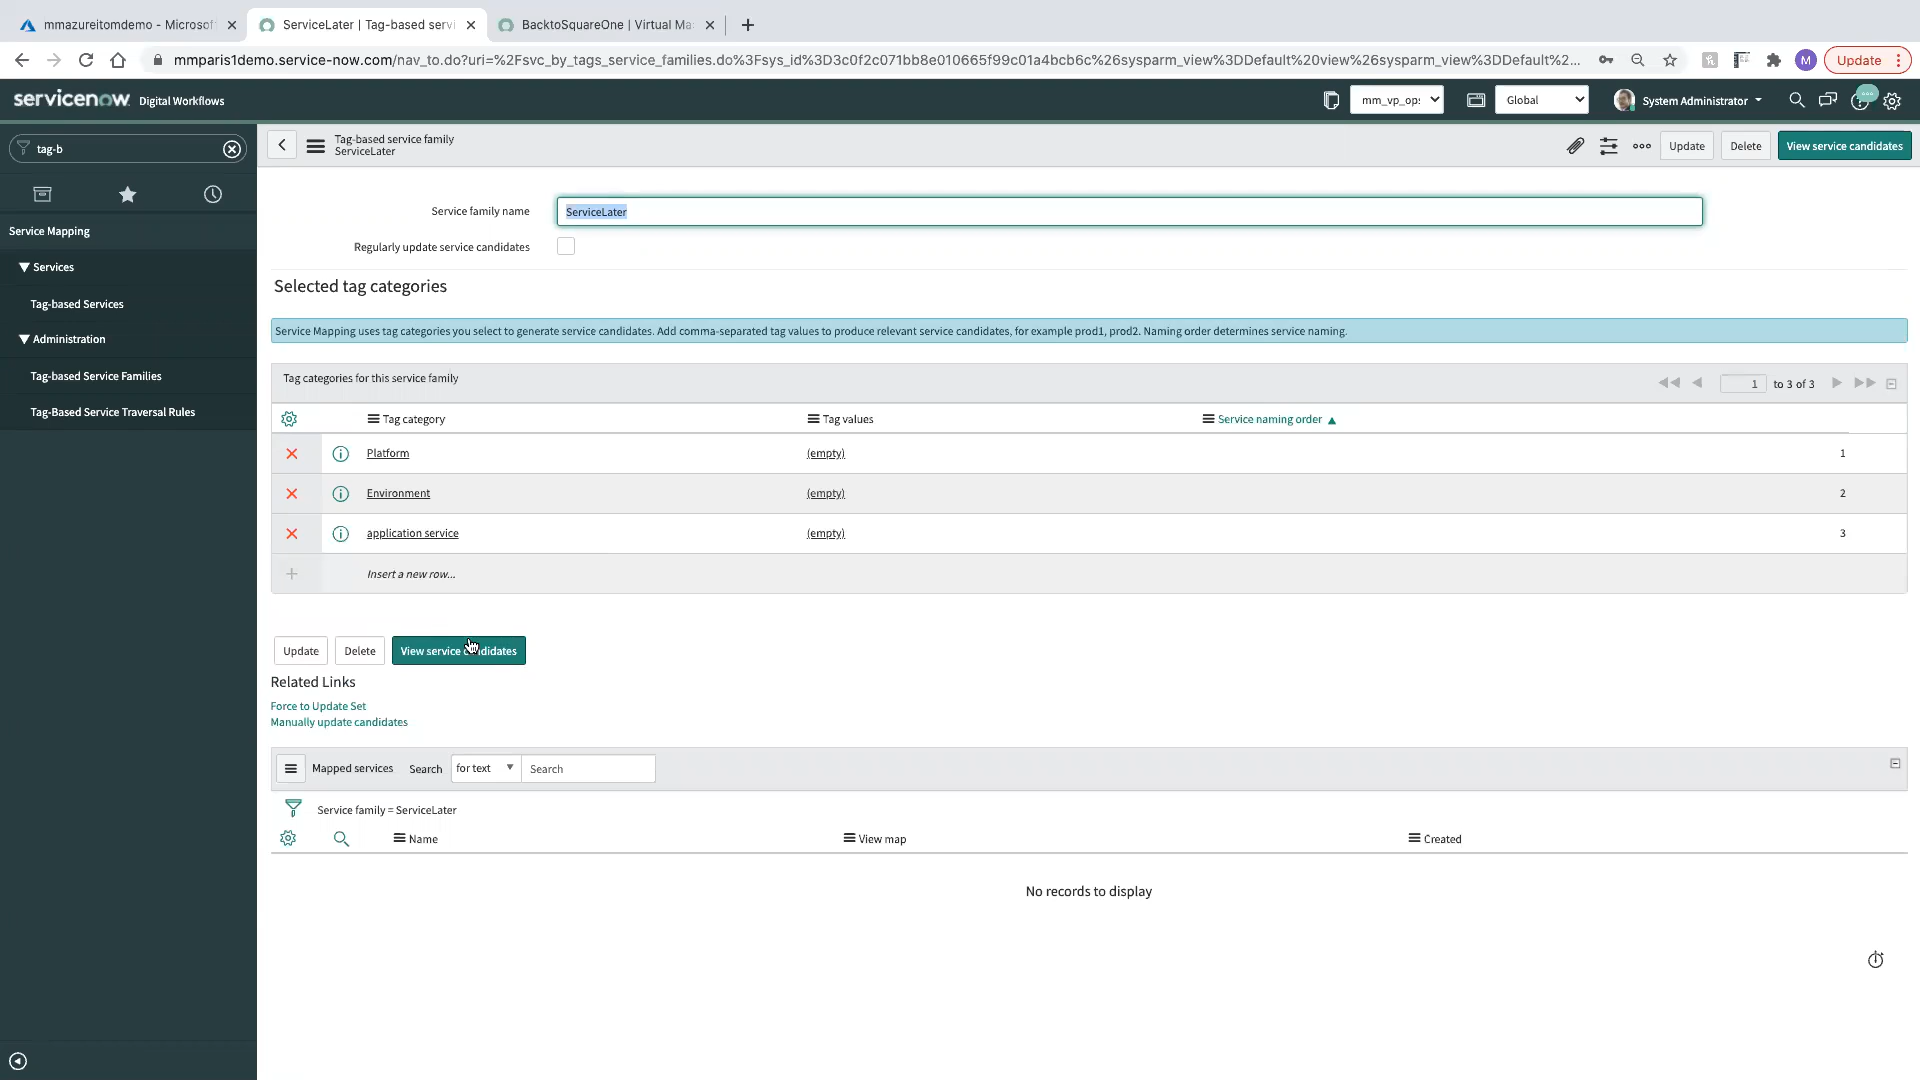 mmazureitomdemo - Microsof
ServiceLater | Tag-based servi
BacktoSquareOne | Virtual Ma
mmparis1demo.service-now.com/nav_to.do?uri=%2Fsvc_by_tags_service_families.do%3Fsys_id%3D3c0f2c071bb8e010665f99c01a4bcb6c%26sysparm_view%3DDefault%20view%26sysparm_view%3DDefault%2...
M
Update
servicenow Digital Workflows
mm_vp_op:
Global
System Administrator
tag-b
Tag-based service family
ServiceLater
Update
Delete
View service candidates
Service Mapping
Services
Tag-based Services
Administration
Tag-based Service Families
Tag-Based Service Traversal Rules
Service family name
ServiceLater
Regularly update service candidates
Selected tag categories
Service Mapping uses tag categories you select to generate service candidates. Add comma-separated tag values to produce relevant service candidates, for example prod1, prod2. Naming order determines service naming.
Tag categories for this service family
1 to 3 of 3
Tag category Tag values Service naming order
Platform (empty) 1
Environment (empty) 2
application service (empty) 3
Insert a new row...
Update
Delete
View service candidates
Related Links
Force to Update Set
Manually update candidates
Mapped services Search for text Search
Service family = ServiceLater
Name View map Created
No records to display